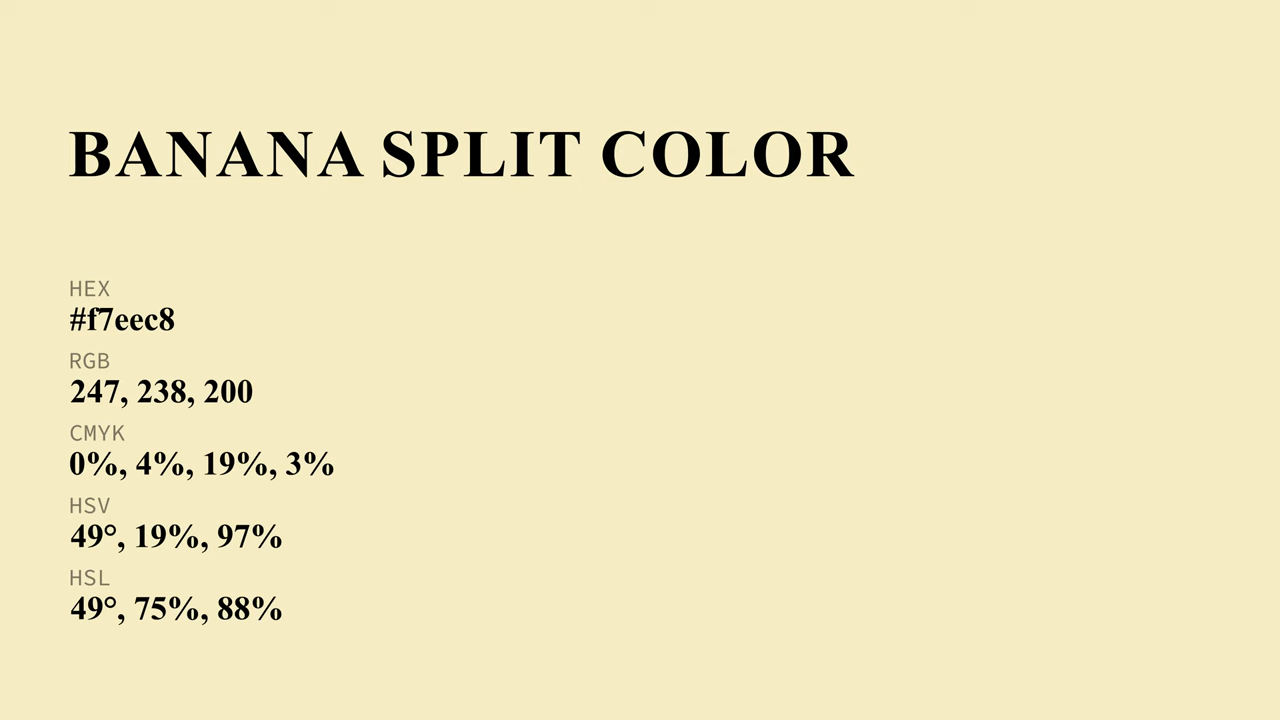 BANANA SPLIT COLOR
HEX
#f7eec8
RGB
247, 238, 200
CMYK
0%, 4%, 19%, 3%
HSV
49°, 19%, 97%
HSL
49°, 75%, 88%